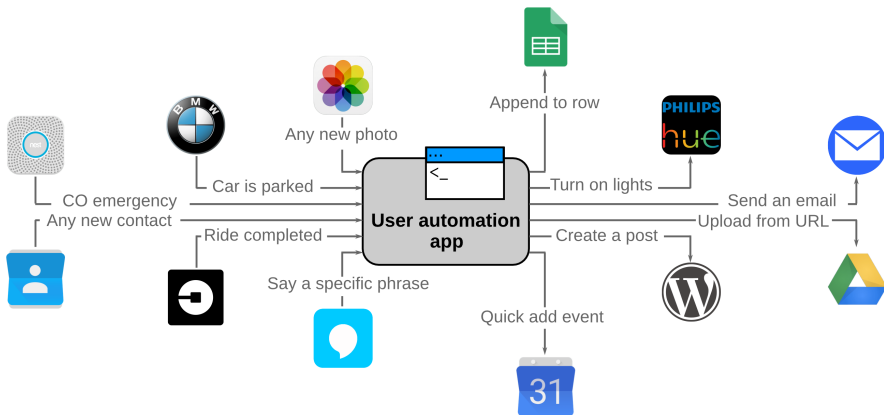 Append to row
PHILIPS
hue
BMW
Any new photo
nest
...
<_
Car is parked
Turn on lights
CO emergency
Send an email
User automation
app
Any new contact
Upload from URL
Ride completed
Create a post
Say a specific phrase
W
Quick add event
31